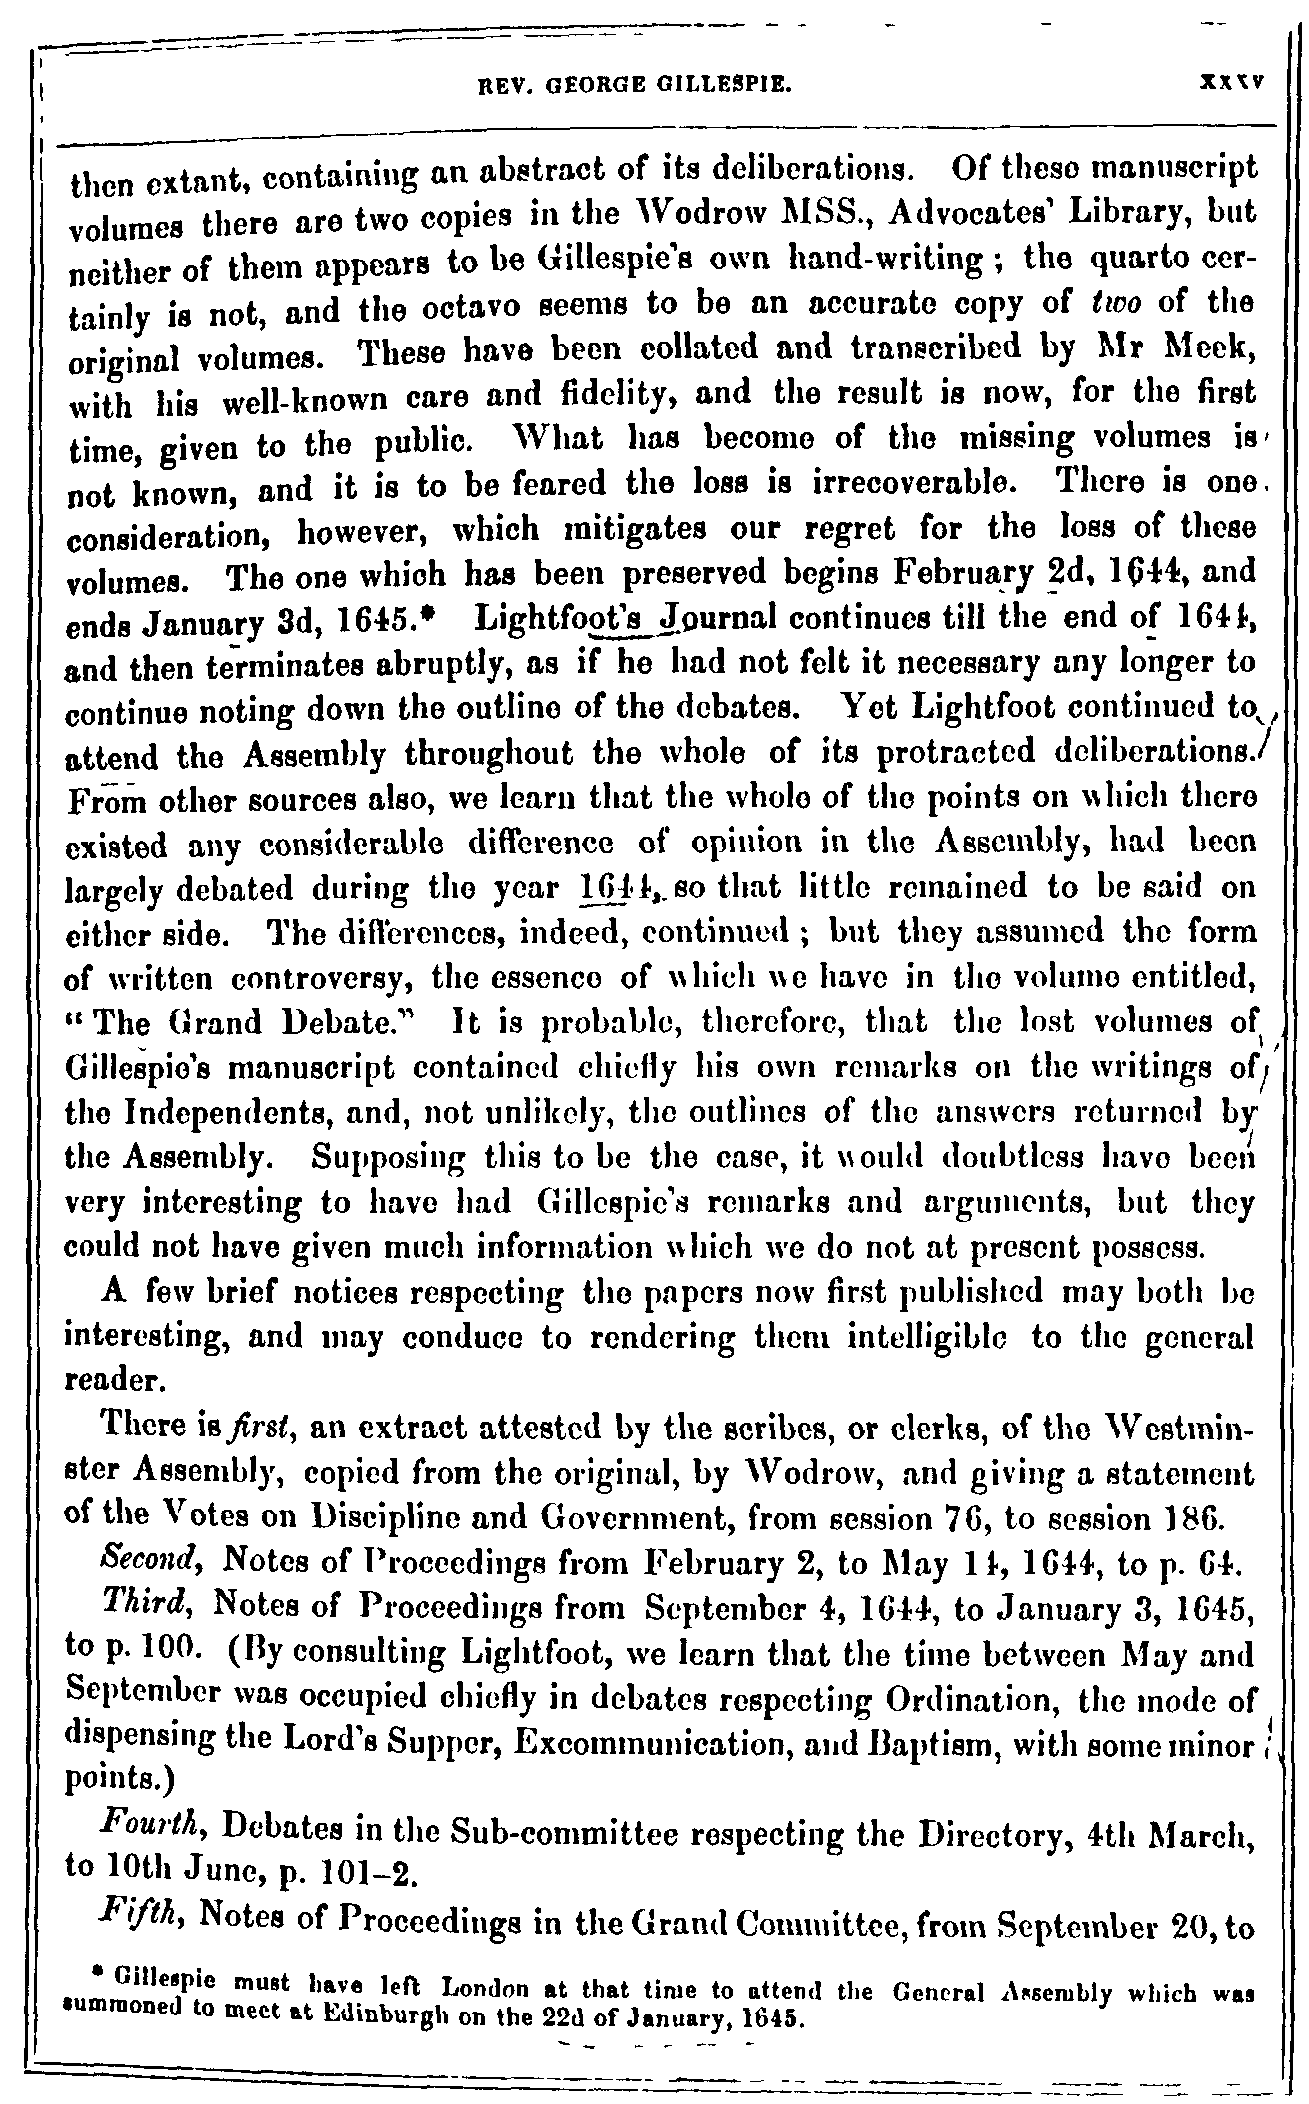 REV. GEORGE GILLESPIE. XXXV
then extant, containing an abstract of its deliberations. Of these manuscript
volumes there are two copies in the Wodrow MSS., Advocates' Library, but
neither of them appears to be Gillespie's own hand-writing; the quarto cer-
tainly is not, and the octavo seems to be an accurate copy of two of the
original volumes. These have been collated and transcribed by Mr Meek,
with his well-known care and fidelity, and the result is now, for the first
time, given to the public. What has become of the missing volumes is
not known, and it is to be feared the loss is irrecoverable. There is one
consideration, however, which mitigates our regret for the loss of these
volumes. The one which has been preserved begins February 2d, 1644, and
ends January 3d, 1645.* Lightfoot's Journal continues till the end of 1644,
and then terminates abruptly, as if he had not felt it necessary any longer to
continue noting down the outline of the debates. Yet Lightfoot continued to
attend the Assembly throughout the whole of its protracted deliberations.
From other sources also, we learn that the whole of the points on which there
existed any considerable difference of opinion in the Assembly, had been
largely debated during the year 1644, so that little remained to be said on
either side. The differences, indeed, continued; but they assumed the form
of written controversy, the essence of which we have in the volume entitled,
“The Grand Debate.” It is probable, therefore, that the lost volumes of
Gillespie's manuscript contained chiefly his own remarks on the writings of
the Independents, and, not unlikely, the outlines of the answers returned by
the Assembly. Supposing this to be the case, it would doubtless have been
very interesting to have had Gillespie's remarks and arguments, but they
could not have given much information which we do not at present possess.
A few brief notices respecting the papers now first published may both be
interesting, and may conduce to rendering them intelligible to the general
reader.
There is first, an extract attested by the scribes, or clerks, of the Westmin-
ster Assembly, copied from the original, by Wodrow, and giving a statement
of the Votes on Discipline and Government, from session 76, to session 186.
Second, Notes of Proceedings from February 2, to May 14, 1644, to p. 64.
Third, Notes of Proceedings from September 4, 1644, to January 3, 1645,
to p. 100. (By consulting Lightfoot, we learn that the time between May and
September was occupied chiefly in debates respecting Ordination, the mode of
dispensing the Lord's Supper, Excommunication, and Baptism, with some minor
points.)
Fourth, Debates in the Sub-committee respecting the Directory, 4th March,
to 10th June, p. 101-2.
Fifth, Notes of Proceedings in the Grand Committee, from September 20, to
* Gillespie must have left London at that time to attend the General Assembly which was
summoned to meet at Edinburgh on the 22d of January, 1645.